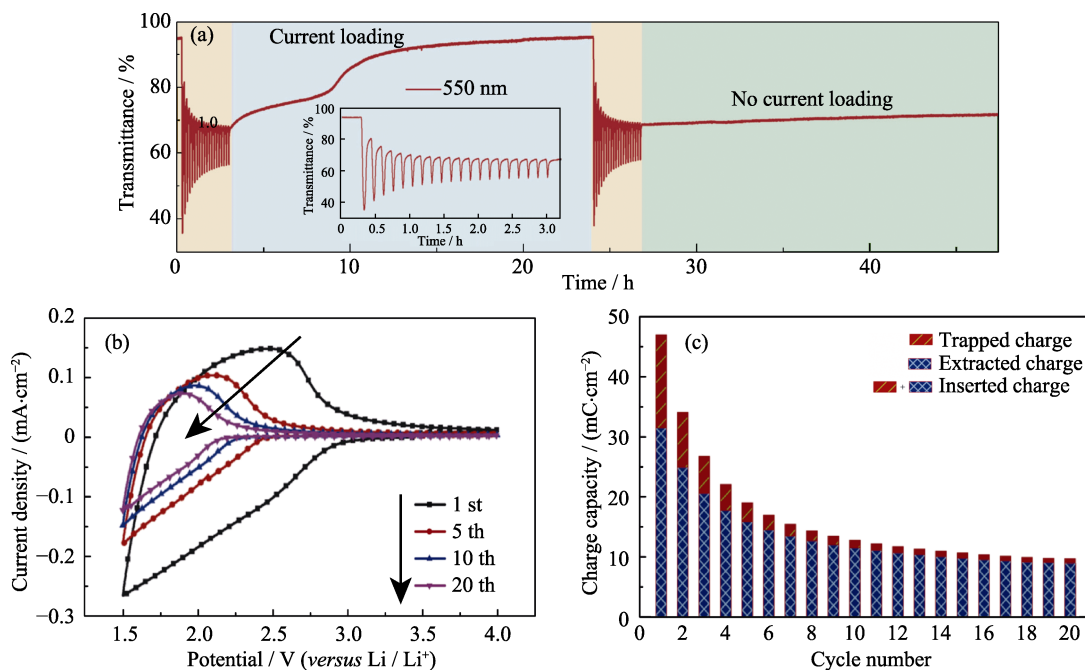 (a)
Current loading
No current loading
550 nm
1.0
Transmittance / %
100
80
60
40
0
10
20
30
40
Time / h
Transmittance / %
100
80
60
40
0
0.5
1.0
1.5
2.0
2.5
3.0
Time / h
(b)
Current density / (mA·cm⁻²)
0.2
0.1
0
−0.1
−0.2
−0.3
1 st
5 th
10 th
20 th
1.5
2.0
2.5
3.0
3.5
4.0
Potential / V (versus Li / Li⁺)
(c)
Charge capacity / (mC·cm⁻²)
50
40
30
20
10
0
Trapped charge
Extracted charge
+ Inserted charge
0
2
4
6
8
10
12
14
16
18
20
Cycle number